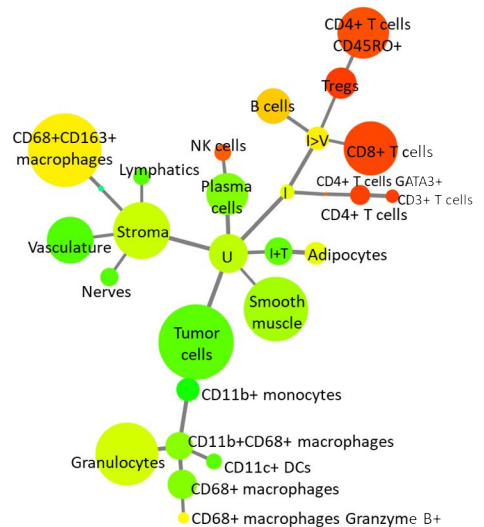 CD4+ T cells
CD45RO+
Tregs
B cells
I>V
CD8+ T cells
CD68+CD163+
macrophages
NK cells
Lymphatics
CD4+ T cells GATA3+
Plasma
cells
I
CD3+ T cells
CD4+ T cells
Stroma
Vasculature
U
I+T
Adipocytes
Nerves
Smooth
muscle
Tumor
cells
CD11b+ monocytes
CD11b+CD68+ macrophages
Granulocytes
CD11c+ DCs
CD68+ macrophages
CD68+ macrophages Granzyme B+